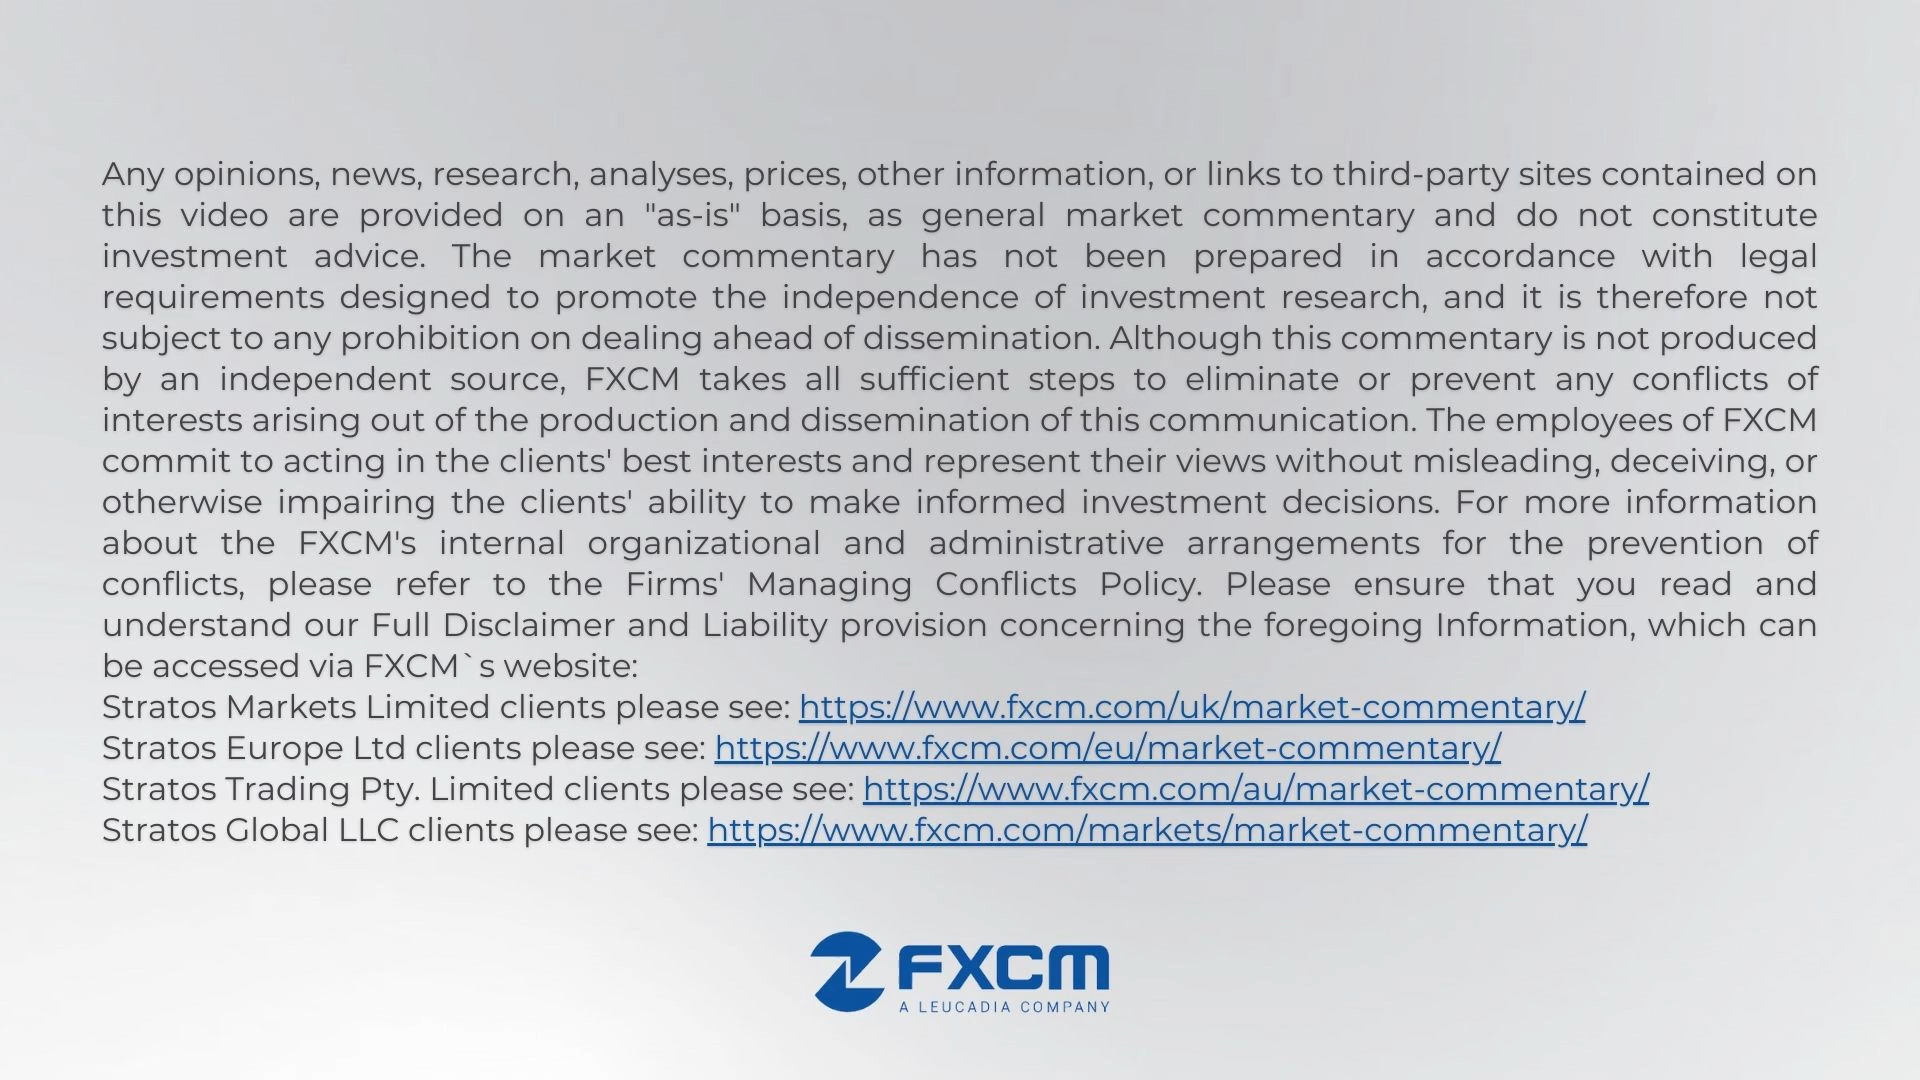 Any opinions, news, research, analyses, prices, other information, or links to third-party sites contained on
this video are provided on an "as-is" basis, as general market commentary and do not constitute
investment advice. The market commentary has not been prepared in accordance with legal
requirements designed to promote the independence of investment research, and it is therefore not
subject to any prohibition on dealing ahead of dissemination. Although this commentary is not produced
by an independent source, FXCM takes all sufficient steps to eliminate or prevent any conflicts of
interests arising out of the production and dissemination of this communication. The employees of FXCM
commit to acting in the clients' best interests and represent their views without misleading, deceiving, or
otherwise impairing the clients' ability to make informed investment decisions. For more information
about the FXCM's internal organizational and administrative arrangements for the prevention of
conflicts, please refer to the Firms' Managing Conflicts Policy. Please ensure that you read and
understand our Full Disclaimer and Liability provision concerning the foregoing Information, which can
be accessed via FXCM`s website:
Stratos Markets Limited clients please see: https://www.fxcm.com/uk/market-commentary/
Stratos Europe Ltd clients please see: https://www.fxcm.com/eu/market-commentary/
Stratos Trading Pty. Limited clients please see: https://www.fxcm.com/au/market-commentary/
Stratos Global LLC clients please see: https://www.fxcm.com/markets/market-commentary/
FXCM
A LEUCADIA COMPANY